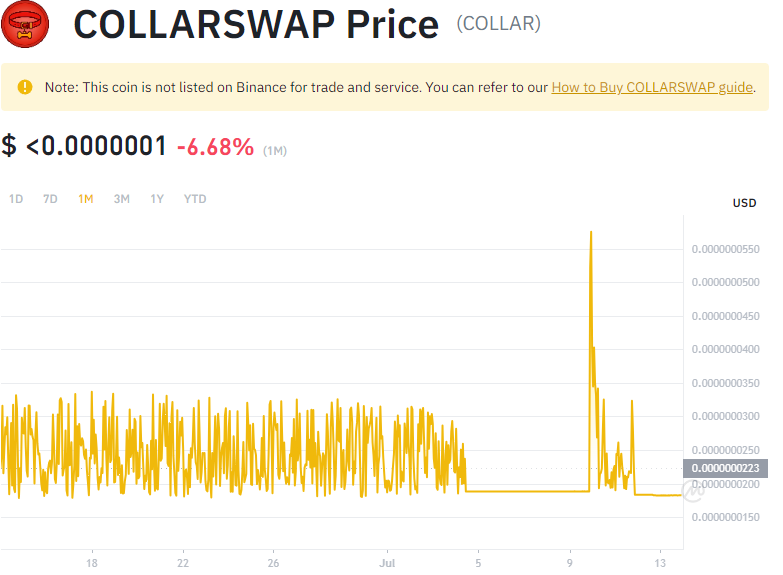 COLLARSWAP Price (COLLAR)
Note: This coin is not listed on Binance for trade and service. You can refer to our How to Buy COLLARSWAP guide.
$ <0.0000001 -6.68% (1M)
1D 7D 1M 3M 1Y YTD
USD
0.0000000550
0.0000000500
0.0000000450
0.0000000400
0.0000000350
0.0000000300
0.0000000250
0.0000000223
0.0000000200
0.0000000150
18 22 26 Jul 5 9 13